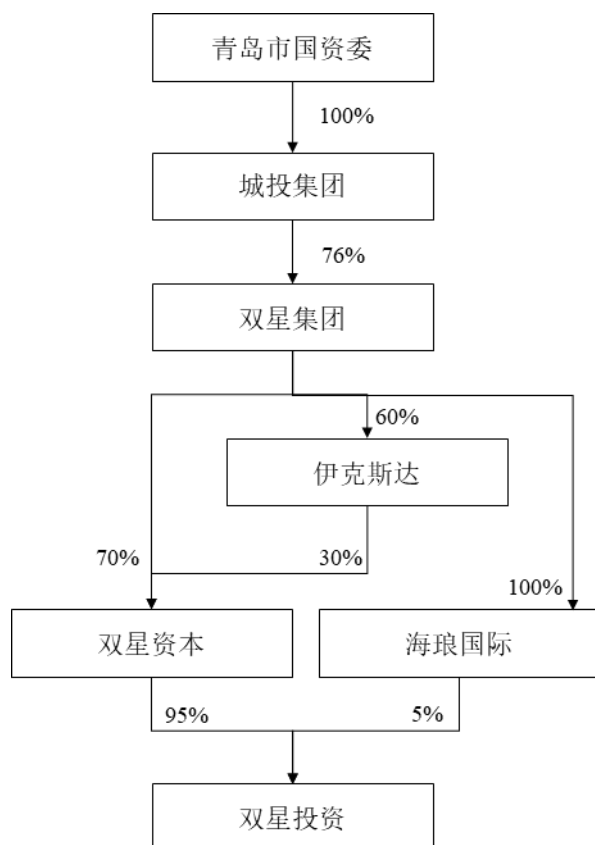 青岛市国资委
100%
城投集团
76%
双星集团
60%
伊克斯达
70%
30%
100%
双星资本
海琅国际
95%
5%
双星投资